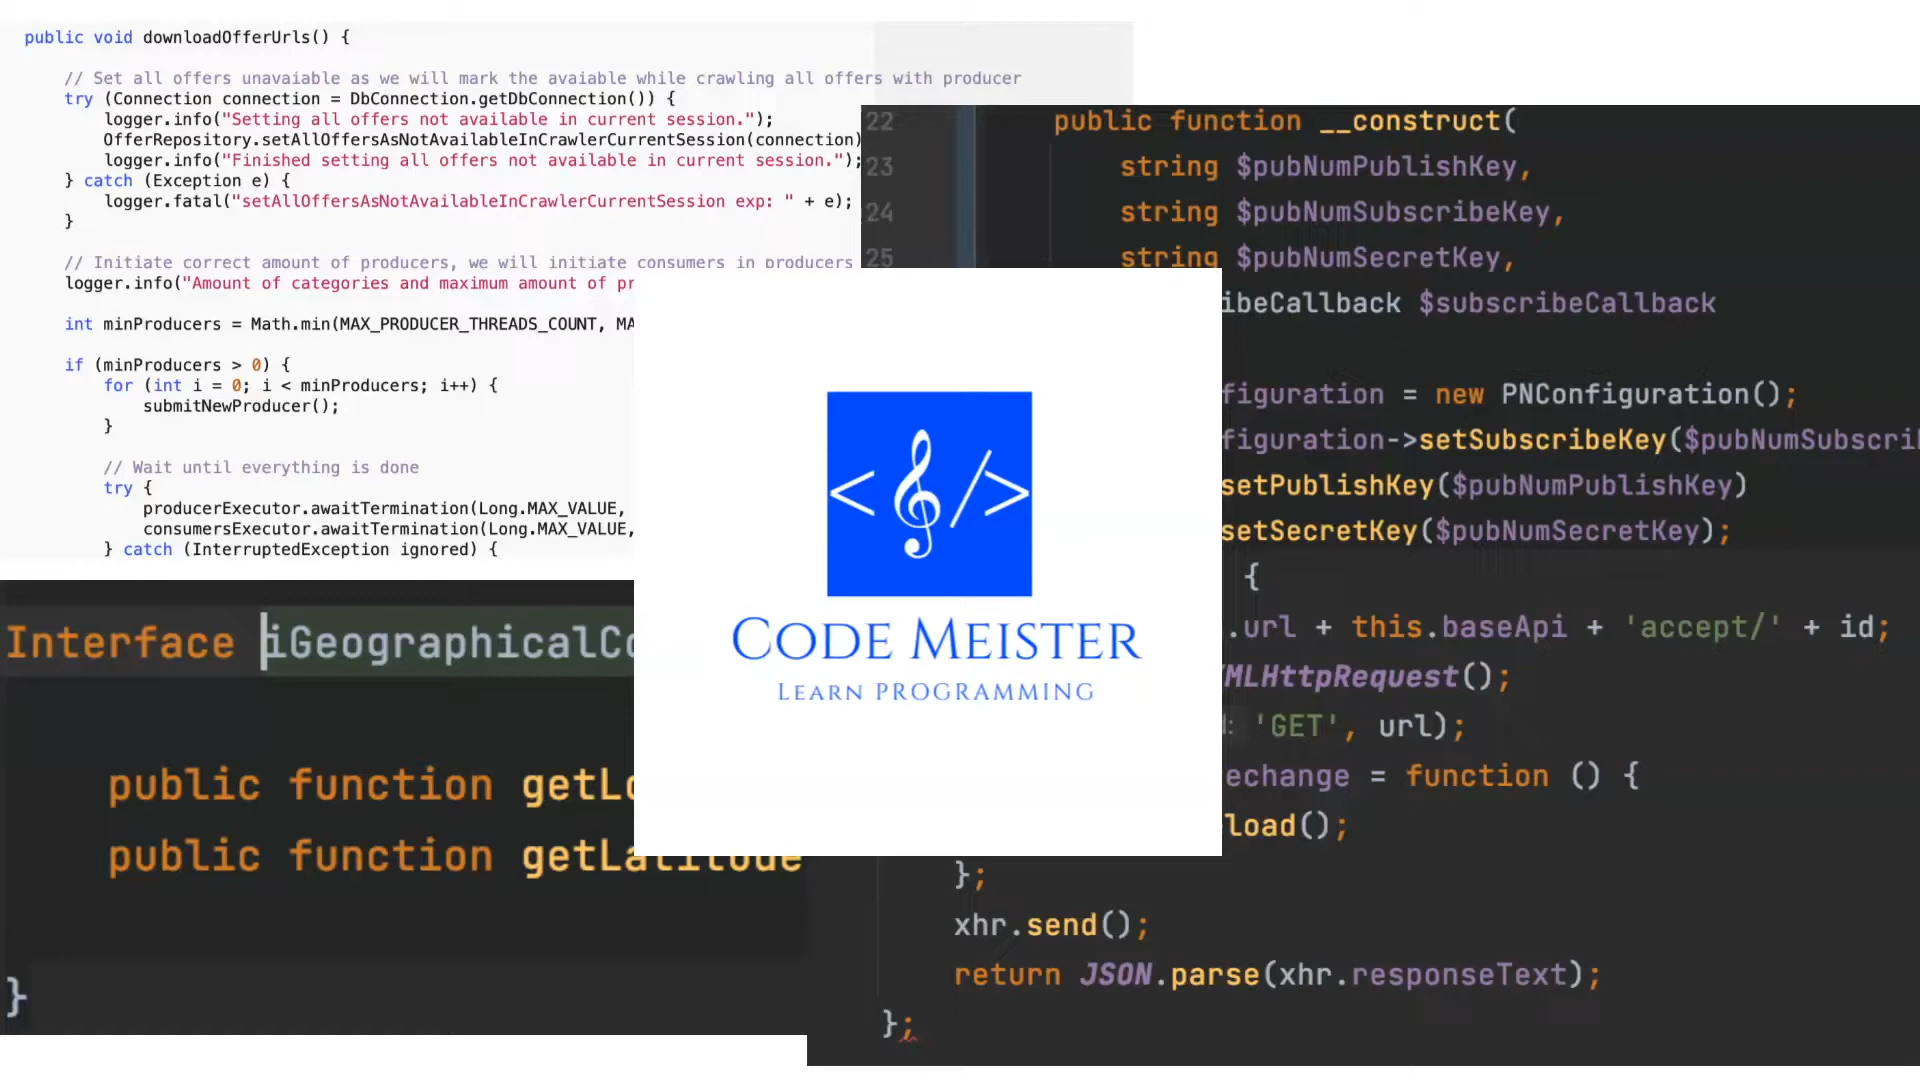 public void downloadOfferUrls() {
// Set all offers unavaiable as we will mark the avaiable while crawling all offers with producer
try (Connection connection = DbConnection.getDbConnection()) {
logger.info("Setting all offers not available in current session.");
OfferRepository.setAllOffersAsNotAvailableInCrawlerCurrentSession(connection)
logger.info("Finished setting all offers not available in current session.");
} catch (Exception e) {
logger.fatal("setAllOffersAsNotAvailableInCrawlerCurrentSession exp: " + e);
}
// Initiate correct amount of producers, we will initiate consumers in producers
logger.info("Amount of categories and maximum amount of pr
int minProducers = Math.min(MAX_PRODUCER_THREADS_COUNT, MA
if (minProducers > 0) {
for (int i = 0; i < minProducers; i++) {
submitNewProducer();
}
// Wait until everything is done
try {
producerExecutor.awaitTermination(Long.MAX_VALUE,
consumersExecutor.awaitTermination(Long.MAX_VALUE,
} catch (InterruptedException ignored) {
22 public function __construct(
23 string $pubNumPublishKey,
24 string $pubNumSubscribeKey,
25 string $pubNumSecretKey,
ibeCallback $subscribeCallback
figuration = new PNConfiguration();
figuration->setSubscribeKey($pubNumSubscri
setPublishKey($pubNumPublishKey)
setSecretKey($pubNumSecretKey);
< />
CODE MEISTER
LEARN PROGRAMMING
Interface iGeographicalCo
public function getLo
public function getLatitude
}
{
.url + this.baseApi + 'accept/' + id;
MLHttpRequest();
'GET', url);
echange = function () {
load();
};
xhr.send();
return JSON.parse(xhr.responseText);
};